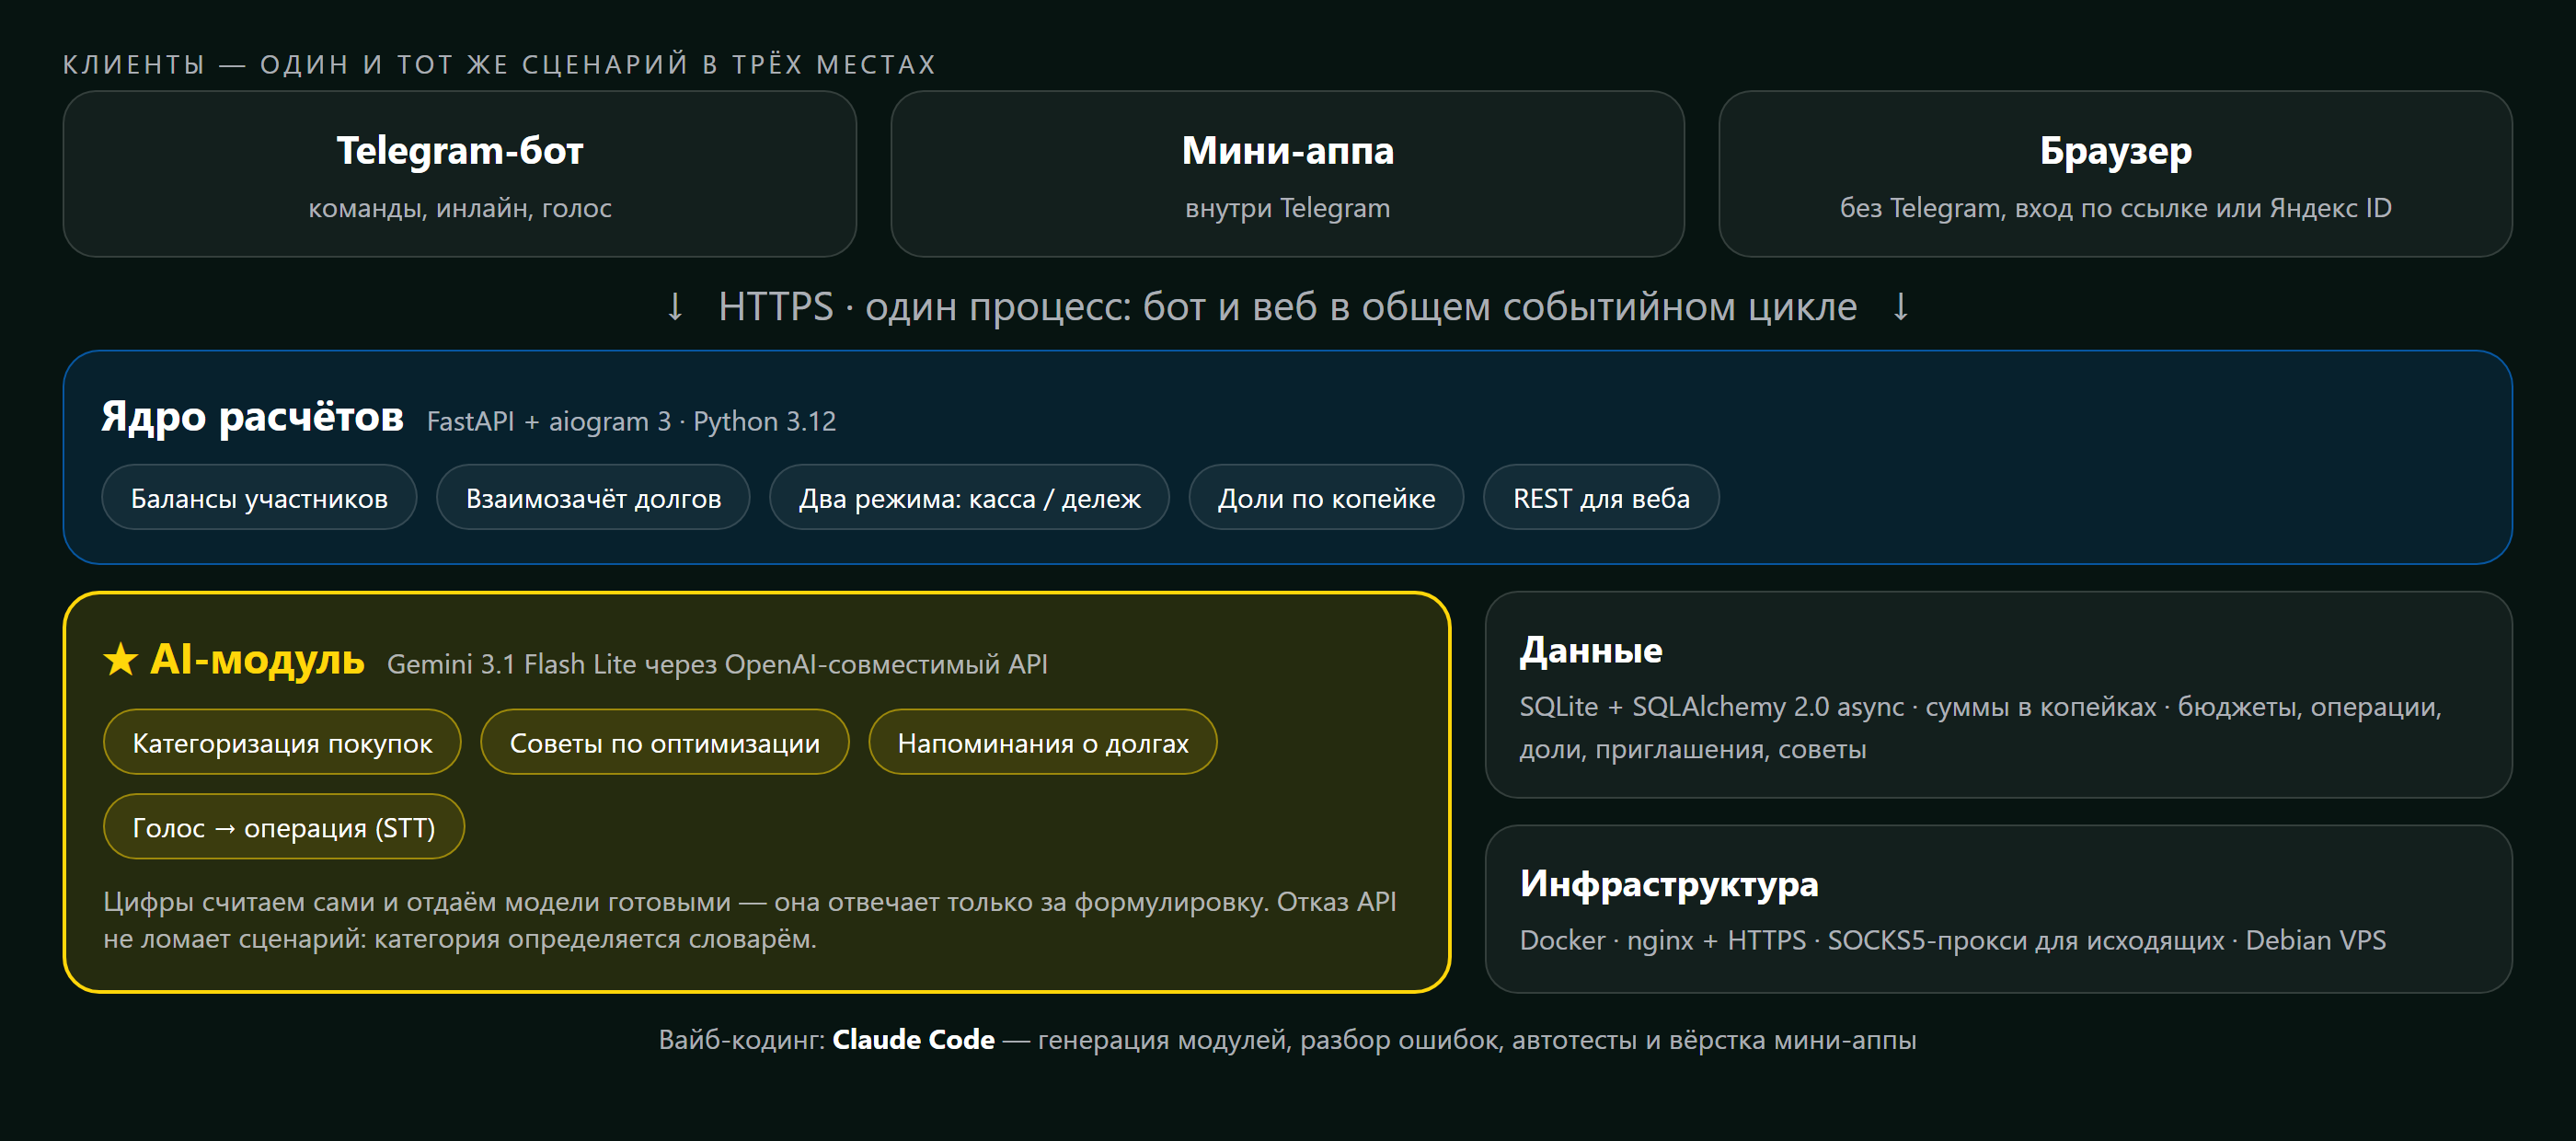 КЛИЕНТЫ — ОДИН И ТОТ ЖЕ СЦЕНАРИЙ В ТРЁХ МЕСТАХ
Telegram-бот
команды, инлайн, голос
Мини-аппа
внутри Telegram
Браузер
без Telegram, вход по ссылке или Яндекс ID
↓ HTTPS · один процесс: бот и веб в общем событийном цикле ↓
Ядро расчётов FastAPI + aiogram 3 · Python 3.12
Балансы участников
Взаимозачёт долгов
Два режима: касса / дележ
Доли по копейке
REST для веба
★ AI-модуль Gemini 3.1 Flash Lite через OpenAI-совместимый API
Категоризация покупок
Советы по оптимизации
Напоминания о долгах
Голос → операция (STT)
Цифры считаем сами и отдаём модели готовыми — она отвечает только за формулировку. Отказ API
не ломает сценарий: категория определяется словарём.
Данные
SQLite + SQLAlchemy 2.0 async · суммы в копейках · бюджеты, операции,
доли, приглашения, советы
Инфраструктура
Docker · nginx + HTTPS · SOCKS5-прокси для исходящих · Debian VPS
Вайб-кодинг: Claude Code — генерация модулей, разбор ошибок, автотесты и вёрстка мини-аппы